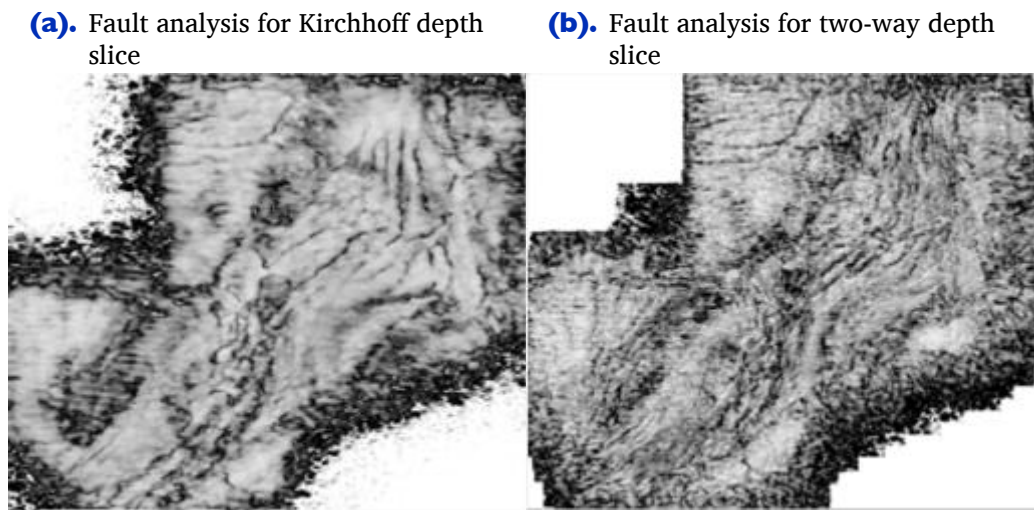 (a). Fault analysis for Kirchhoff depth
slice
(b). Fault analysis for two-way depth
slice